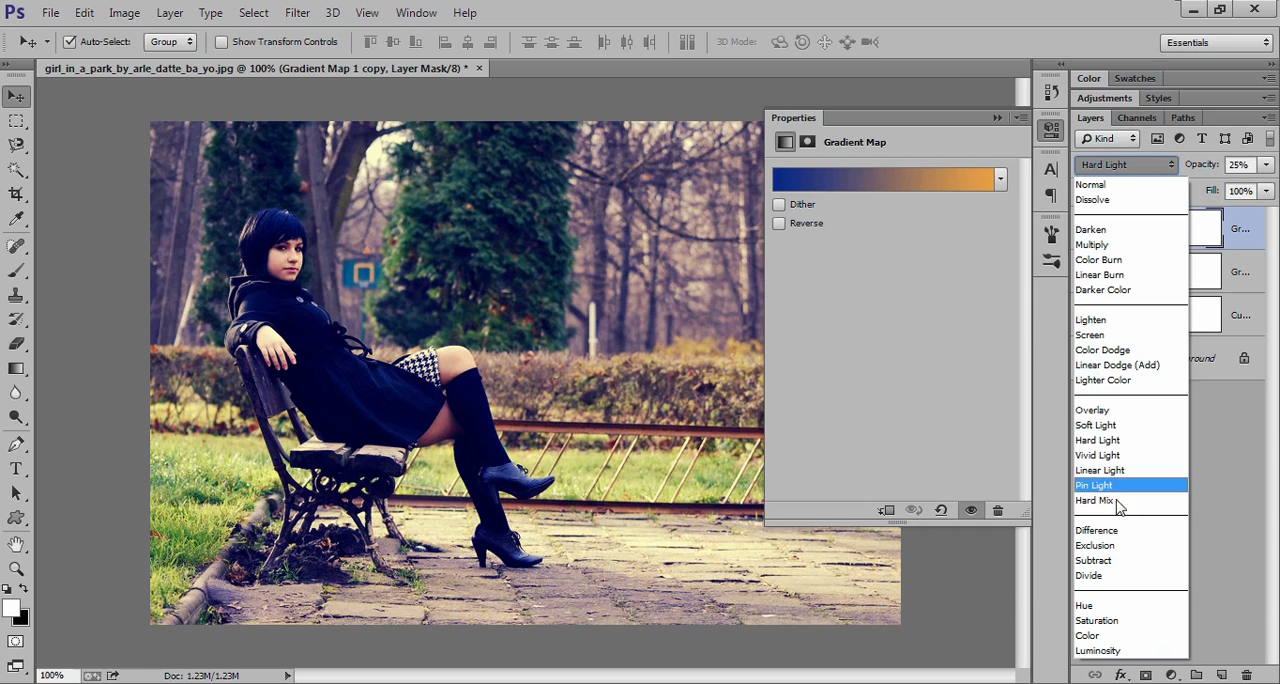 Ps File Edit Image Layer Type Select Filter 3D View Window Help
Auto-Select: Group Show Transform Controls 3D Mode: Essentials
girl_in_a_park_by_arle_datte_ba_yo.jpg @ 100% (Gradient Map 1 copy, Layer Mask/8) * ×
Color Swatches
Adjustments Styles
Properties
Layers Channels Paths
Gradient Map
Kind
Hard Light Opacity: 25%
Fill: 100%
Dither
Reverse
Normal
Dissolve
Darken
Multiply
Color Burn
Linear Burn
Darker Color
Lighten
Screen
Color Dodge
Linear Dodge (Add)
Lighter Color
Overlay
Soft Light
Hard Light
Vivid Light
Linear Light
Pin Light
Hard Mix
Difference
Exclusion
Subtract
Divide
Hue
Saturation
Color
Luminosity
Gr...
Gr...
Cu...
round
100% Doc: 1.23M/1.23M